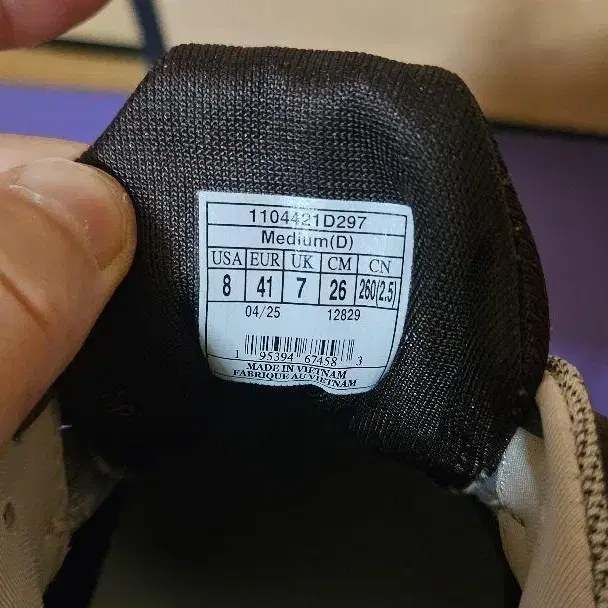 1104421D297
Medium(D)
USA EUR UK CM CN
8 41 7 26 260(2.5)
04/25 12829
1 95394 67458 3
MADE IN VIETNAM
FABRIQUE AU VIETNAM